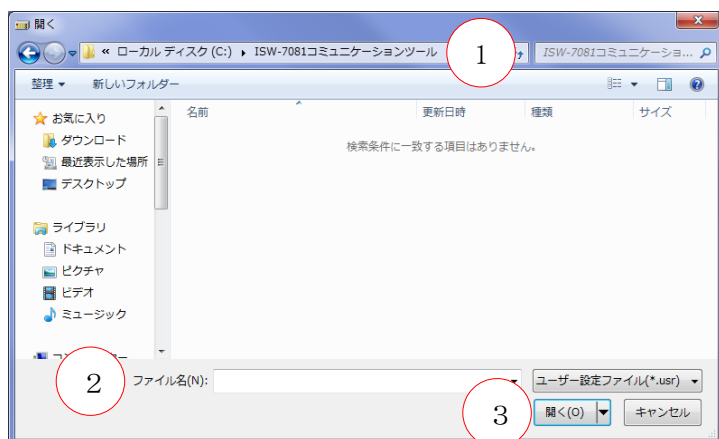 開く
« ローカル ディスク (C:) ▸ ISW-7081コミュニケーションツール
1
ISW-7081コミュニケーショ...
整理 ▼ 新しいフォルダー
お気に入り
ダウンロード
最近表示した場所
デスクトップ
ライブラリ
ドキュメント
ピクチャ
ビデオ
ミュージック
名前 更新日時 種類 サイズ
検索条件に一致する項目はありません。
2
ファイル名(N):
ユーザー設定ファイル(*.usr)
3
開く(O)
キャンセル